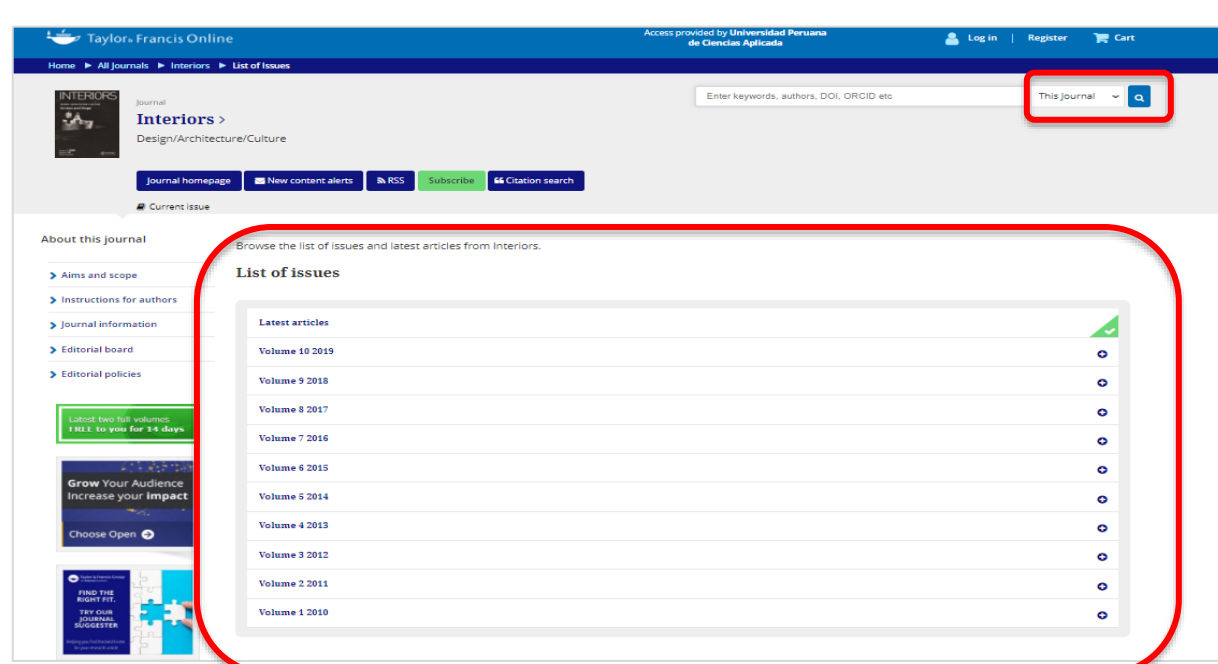 Taylor & Francis Online
Access provided by Universidad Peruana
de Ciencias Aplicada
Log in | Register
Cart
Home ▶ All Journals ▶ Interiors ▶ List of Issues
INTERIORS
Journal
Interiors >
Design/Architecture/Culture
Enter keywords, authors, DOI, ORCID etc
This Journal
Journal homepage
New content alerts
RSS
Subscribe
Citation search
Current issue
About this journal
Aims and scope
Instructions for authors
Journal information
Editorial board
Editorial policies
Latest two full volumes
FREE to you for 14 days
Grow Your Audience
Increase your impact
Choose Open
Taylor & Francis Group
FIND THE
RIGHT FIT.
TRY OUR
JOURNAL
SUGGESTER
Browse the list of issues and latest articles from Interiors.
List of issues
Latest articles
Volume 10 2019
Volume 9 2018
Volume 8 2017
Volume 7 2016
Volume 6 2015
Volume 5 2014
Volume 4 2013
Volume 3 2012
Volume 2 2011
Volume 1 2010